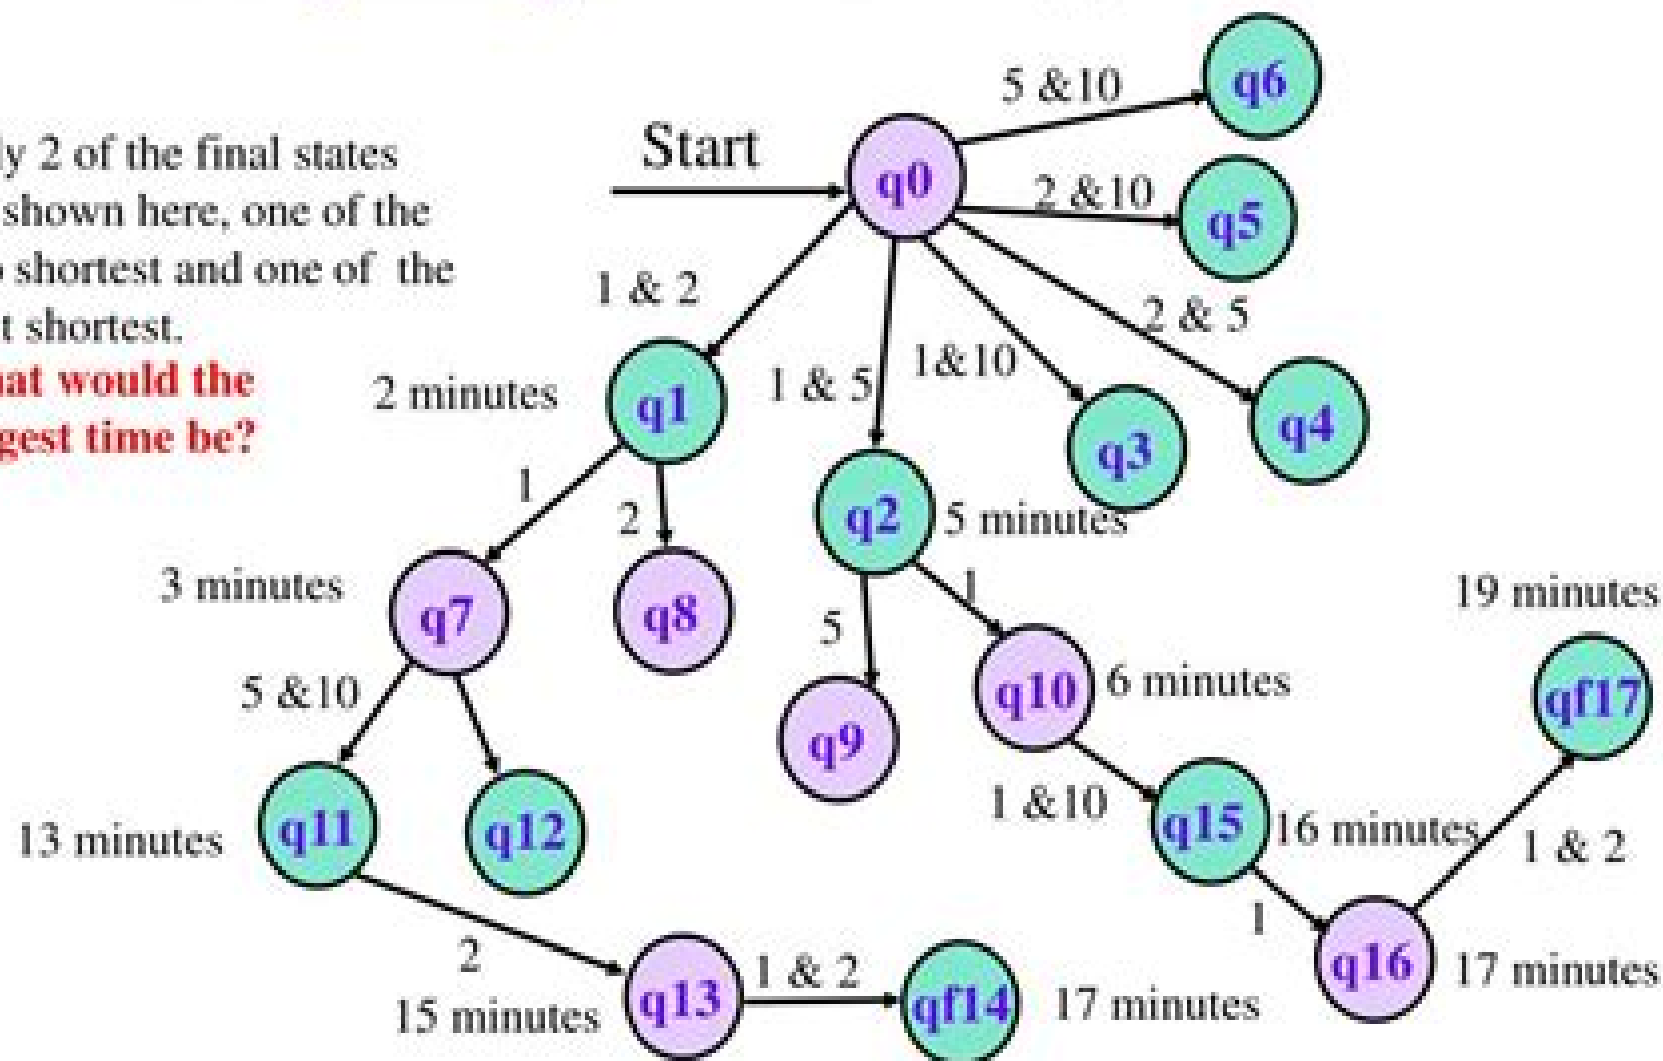 ly 2 of the final states
shown here, one of the
shortest and one of the
t shortest.
hat would the
gest time be?
Start
q0
5 &10
q6
2 &10
q5
1 & 2
1 & 5
1&10
2 & 5
2 minutes
q1
q2
5 minutes
q3
q4
1
2
5
1
3 minutes
q7
q8
q9
q10
6 minutes
19 minutes
qf17
5 &10
1 &10
13 minutes
q11
q12
q15
16 minutes
1 & 2
2
1
15 minutes
q13
1 & 2
qf14
17 minutes
q16
17 minutes